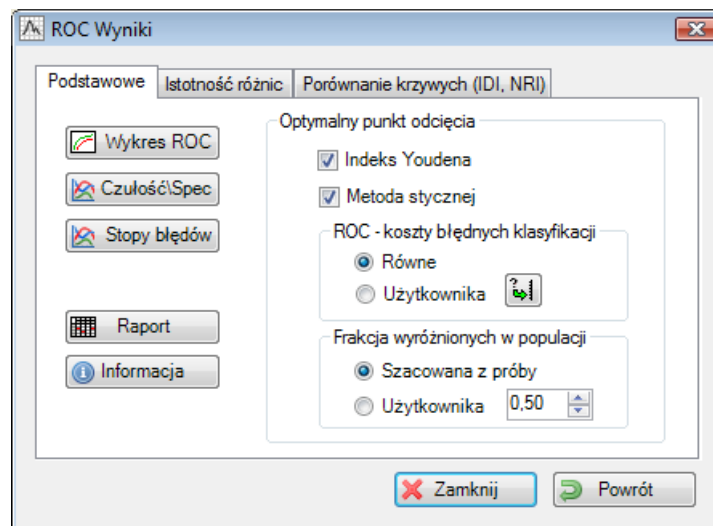 ROC Wyniki
Podstawowe
Istotność różnic
Porównanie krzywych (IDI, NRI)
Wykres ROC
Czułość\Spec
Stopy błędów
Raport
Informacja
Optymalny punkt odcięcia
Indeks Youdena
Metoda stycznej
ROC - koszty błędnych klasyfikacji
Równe
Użytkownika
Frakcja wyróżnionych w populacji
Szacowana z próby
Użytkownika 0,50
Zamknij
Powrót